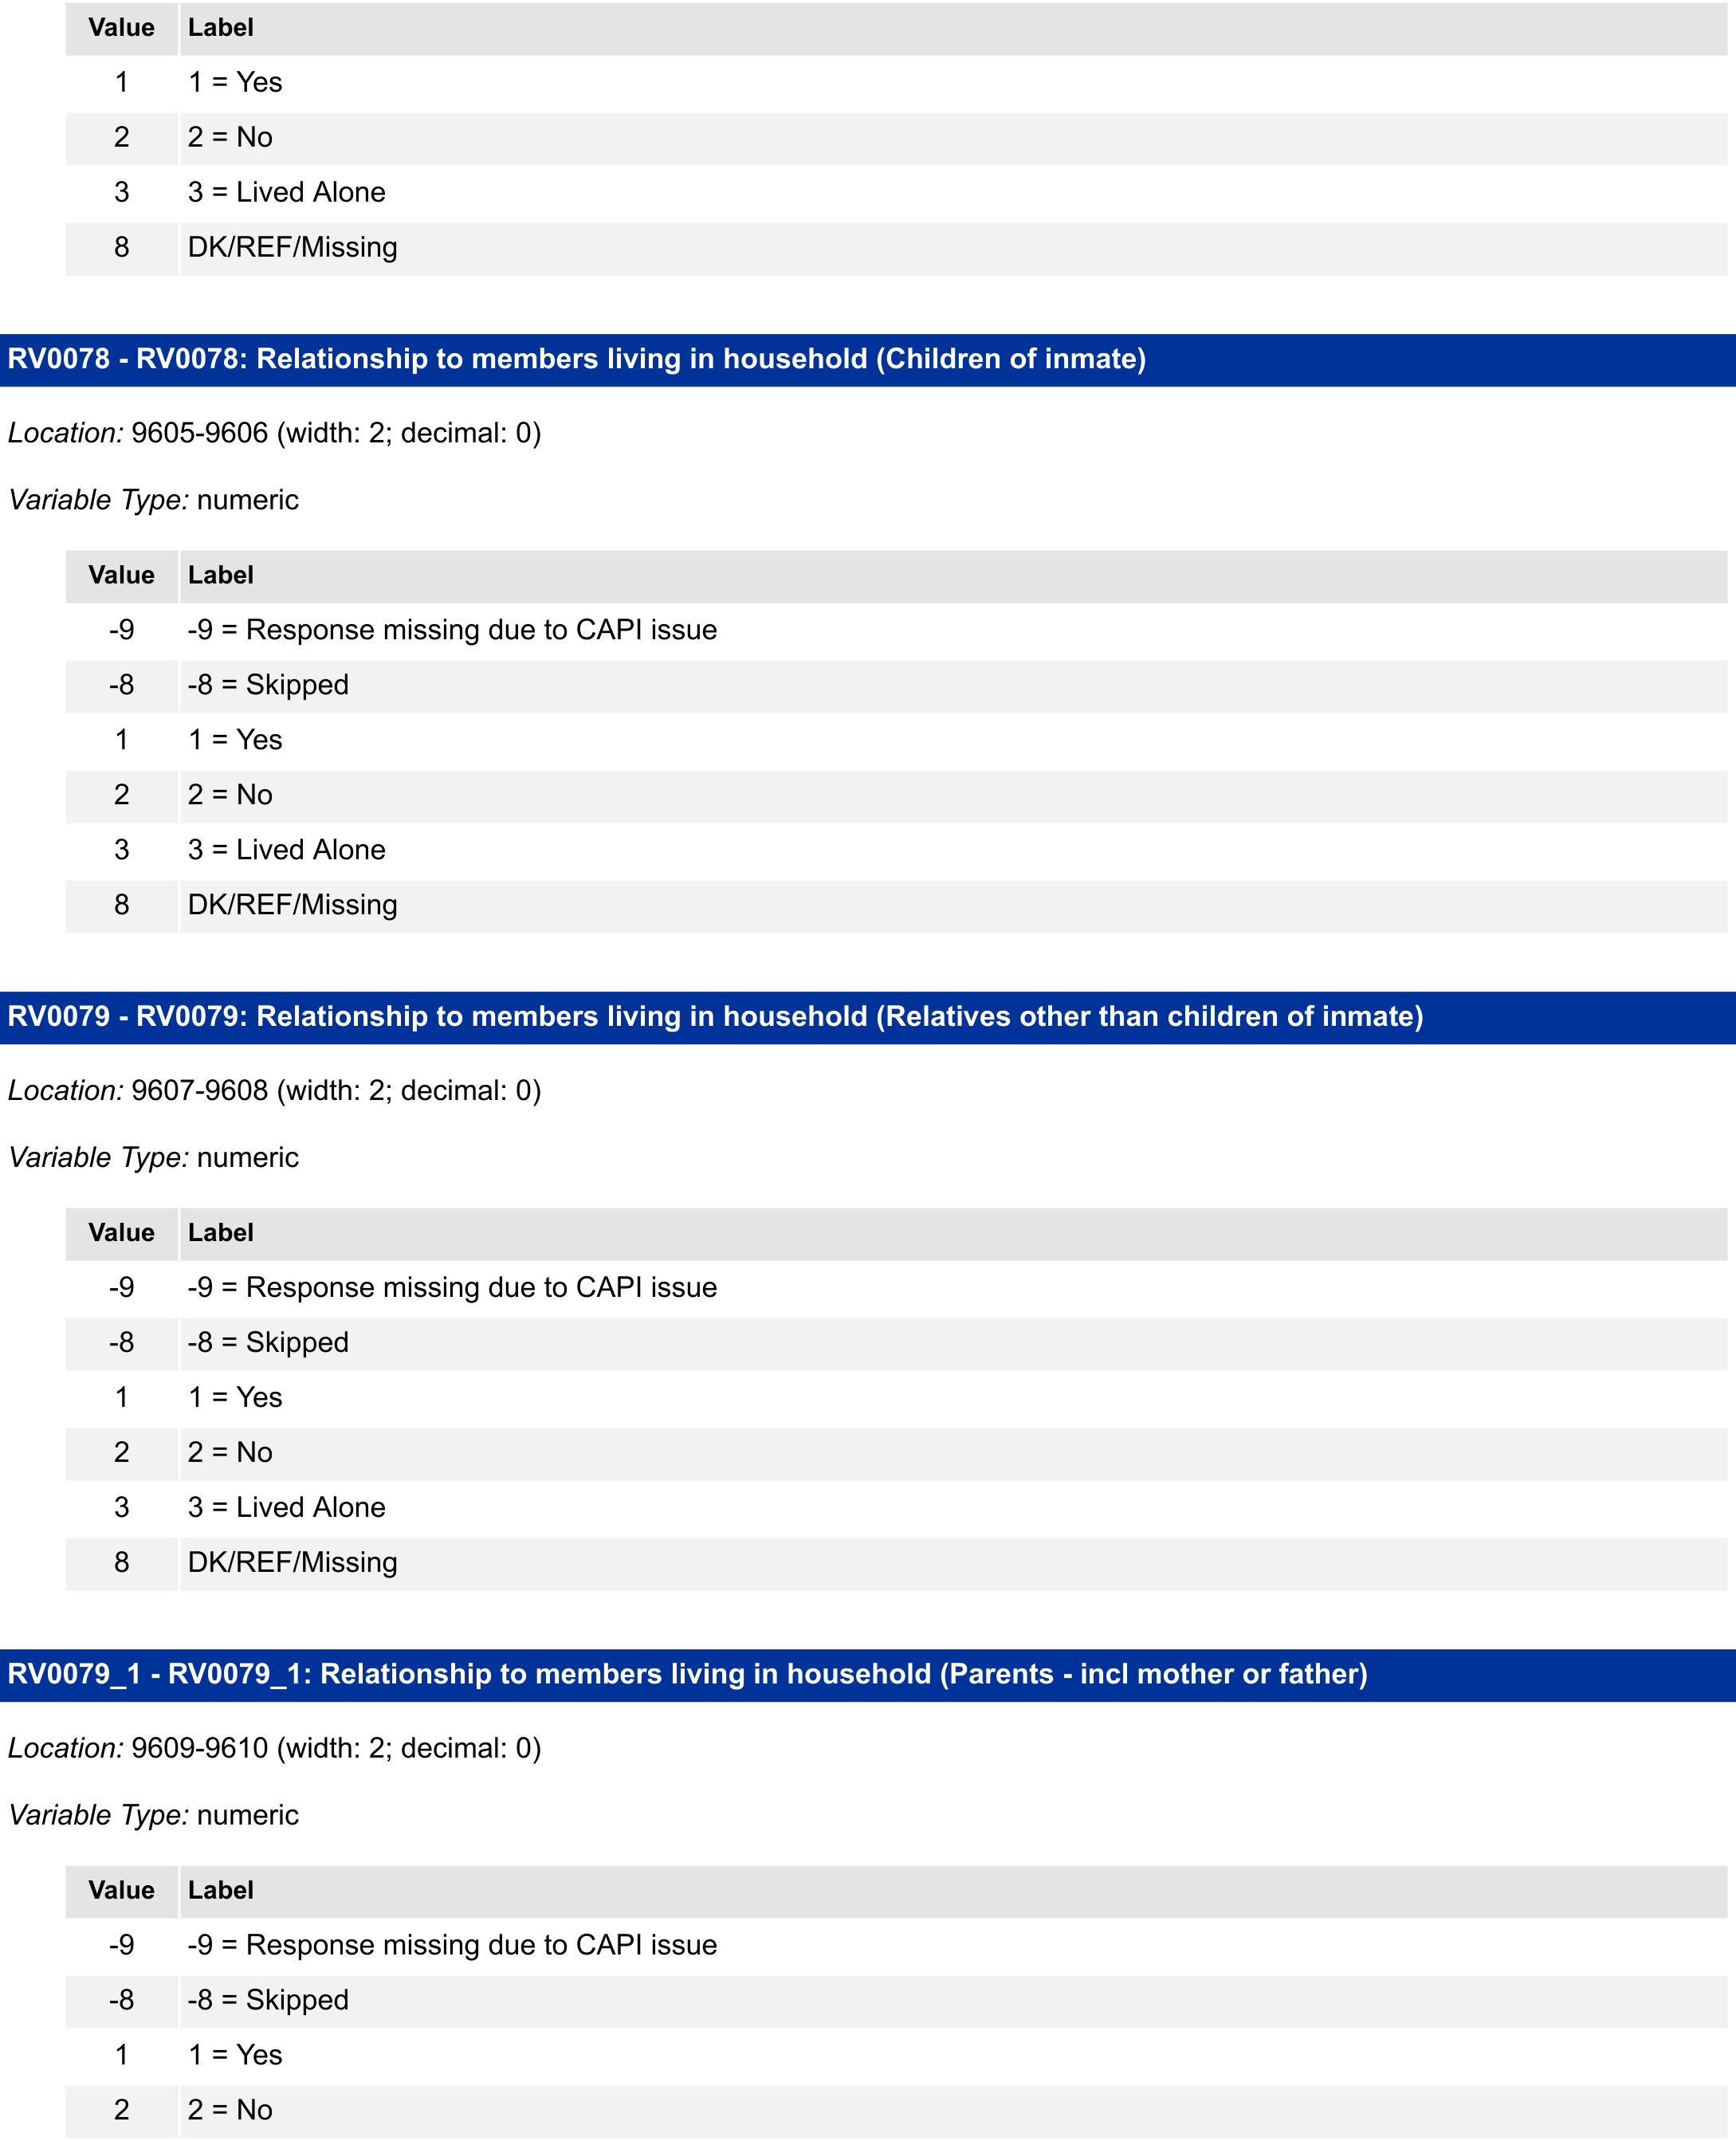 Value Label
1 1 = Yes
2 2 = No
3 3 = Lived Alone
8 DK/REF/Missing
RV0078 - RV0078: Relationship to members living in household (Children of inmate)
Location: 9605-9606 (width: 2; decimal: 0)
Variable Type: numeric
Value Label
-9 -9 = Response missing due to CAPI issue
-8 -8 = Skipped
1 1 = Yes
2 2 = No
3 3 = Lived Alone
8 DK/REF/Missing
RV0079 - RV0079: Relationship to members living in household (Relatives other than children of inmate)
Location: 9607-9608 (width: 2; decimal: 0)
Variable Type: numeric
Value Label
-9 -9 = Response missing due to CAPI issue
-8 -8 = Skipped
1 1 = Yes
2 2 = No
3 3 = Lived Alone
8 DK/REF/Missing
RV0079_1 - RV0079_1: Relationship to members living in household (Parents - incl mother or father)
Location: 9609-9610 (width: 2; decimal: 0)
Variable Type: numeric
Value Label
-9 -9 = Response missing due to CAPI issue
-8 -8 = Skipped
1 1 = Yes
2 2 = No